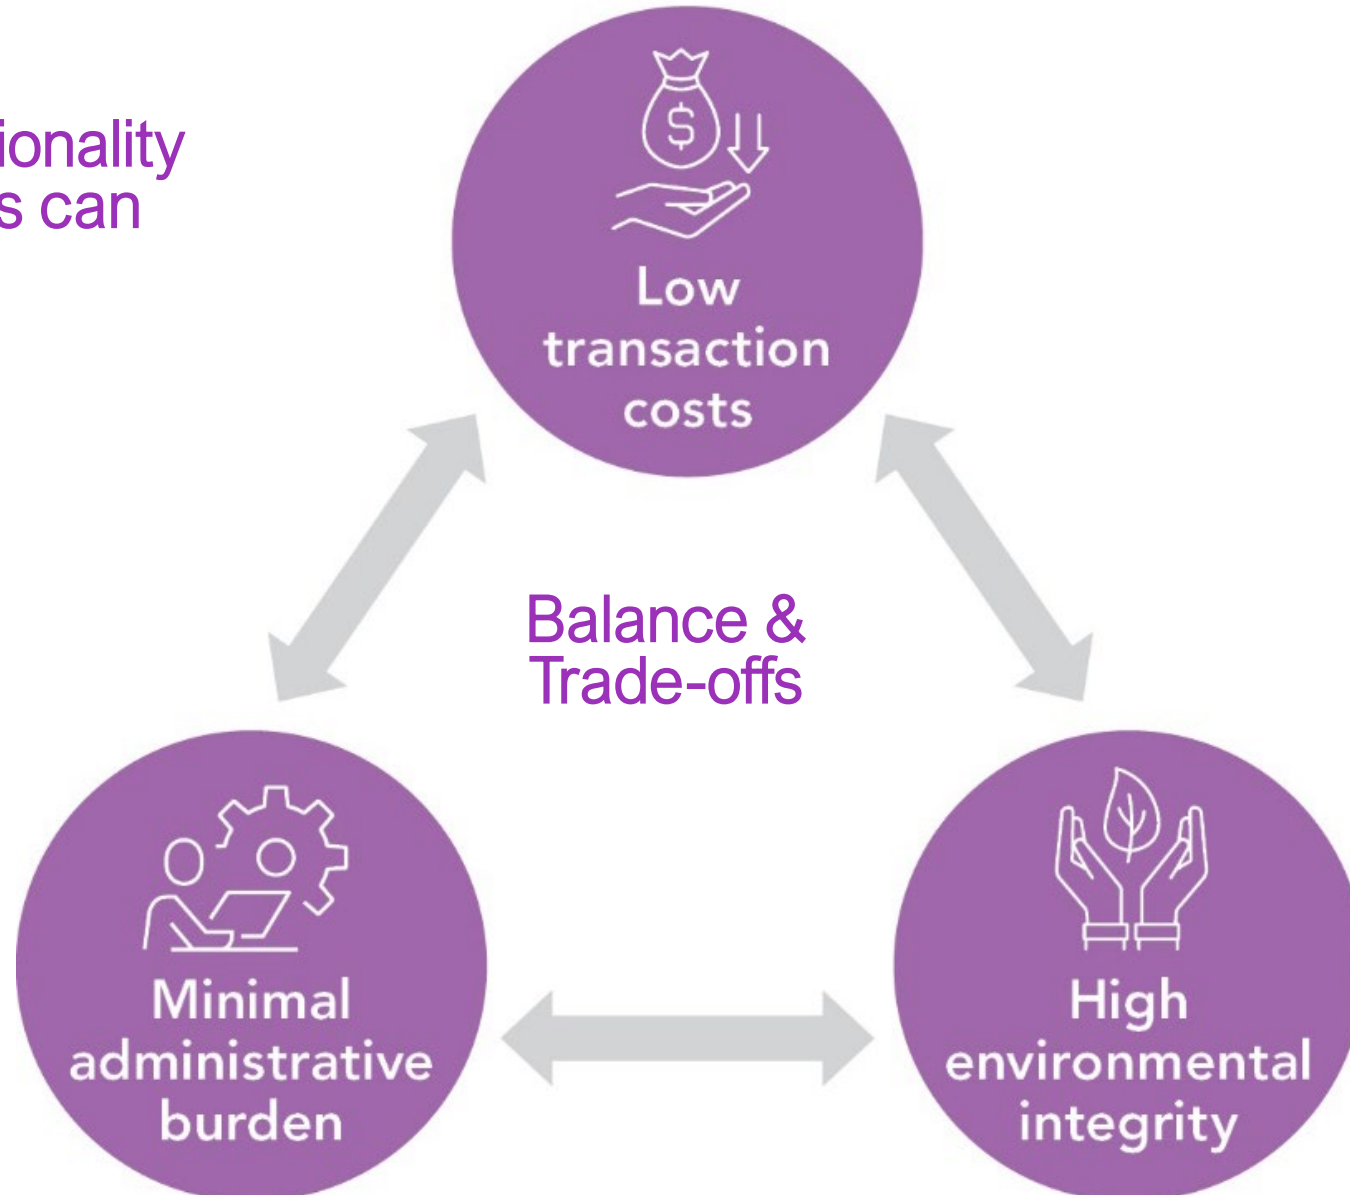 ionality
s can
$
Low
transaction
costs
Balance &
Trade-offs
Minimal
administrative
burden
High
environmental
integrity